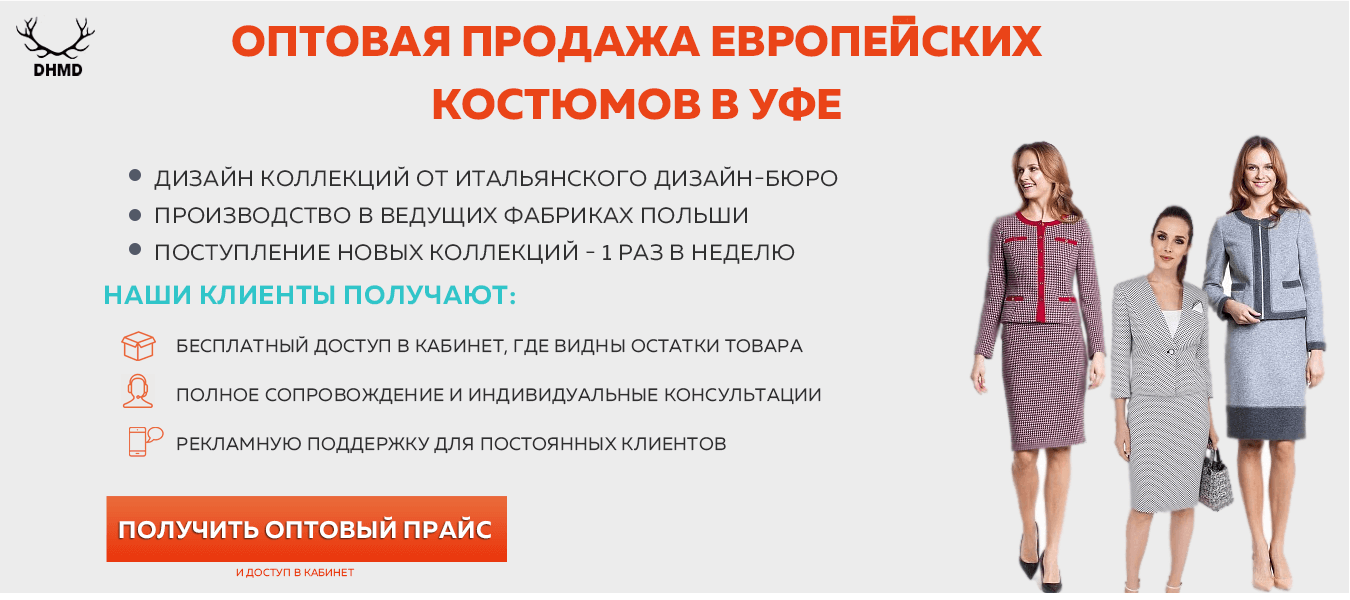 DHMD
ОПТОВАЯ ПРОДАЖА ЕВРОПЕЙСКИХ
КОСТЮМОВ В УФЕ
ДИЗАЙН КОЛЛЕКЦИЙ ОТ ИТАЛЬЯНСКОГО ДИЗАЙН-БЮРО
ПРОИЗВОДСТВО В ВЕДУЩИХ ФАБРИКАХ ПОЛЬШИ
ПОСТУПЛЕНИЕ НОВЫХ КОЛЛЕКЦИЙ - 1 РАЗ В НЕДЕЛЮ
НАШИ КЛИЕНТЫ ПОЛУЧАЮТ:
БЕСПЛАТНЫЙ ДОСТУП В КАБИНЕТ, ГДЕ ВИДНЫ ОСТАТКИ ТОВАРА
ПОЛНОЕ СОПРОВОЖДЕНИЕ И ИНДИВИДУАЛЬНЫЕ КОНСУЛЬТАЦИИ
РЕКЛАМНУЮ ПОДДЕРЖКУ ДЛЯ ПОСТОЯННЫХ КЛИЕНТОВ
ПОЛУЧИТЬ ОПТОВЫЙ ПРАЙС
И ДОСТУП В КАБИНЕТ